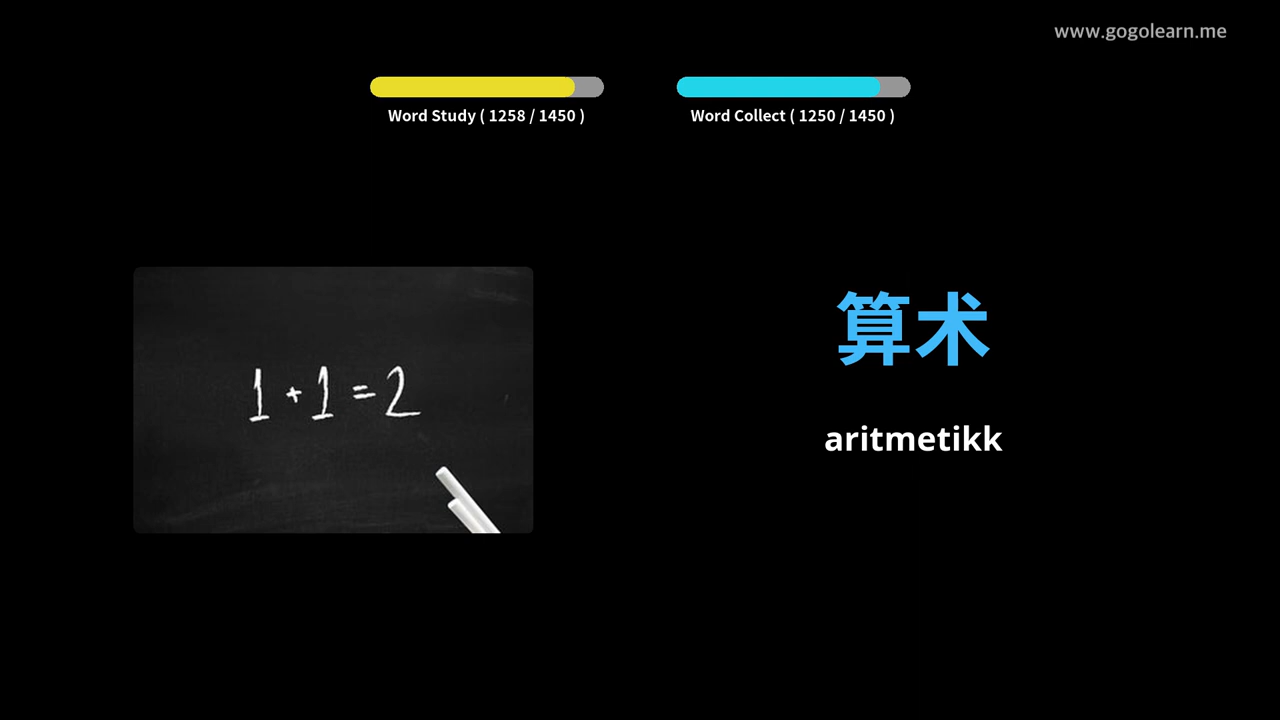 www.gogolearn.me
Word Study ( 1258 / 1450 )
Word Collect ( 1250 / 1450 )
1 + 1 = 2
算术
aritmetikk